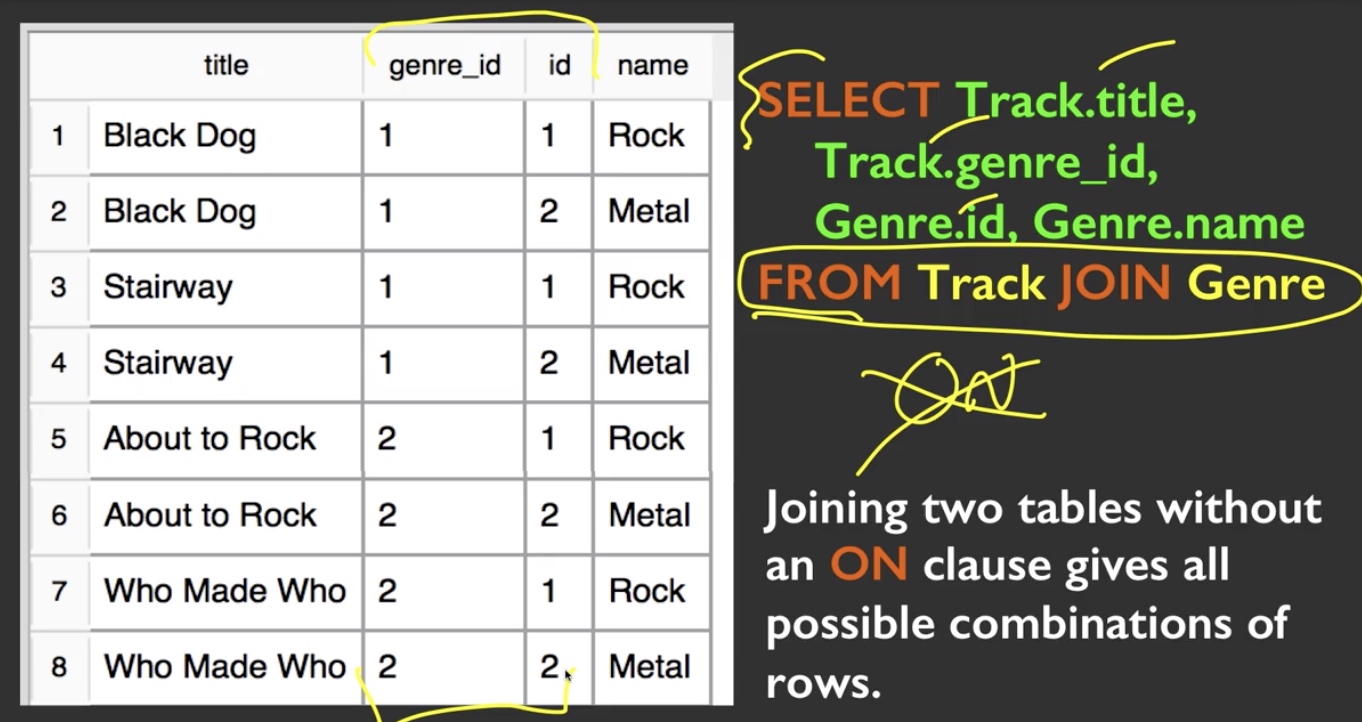 title genre_id id name
1 Black Dog 1 1 Rock
2 Black Dog 1 2 Metal
3 Stairway 1 1 Rock
4 Stairway 1 2 Metal
5 About to Rock 2 1 Rock
6 About to Rock 2 2 Metal
7 Who Made Who 2 1 Rock
8 Who Made Who 2 2 Metal
SELECT Track.title,
Track.genre_id,
Genre.id, Genre.name
FROM Track JOIN Genre
ON
Joining two tables without
an ON clause gives all
possible combinations of
rows.